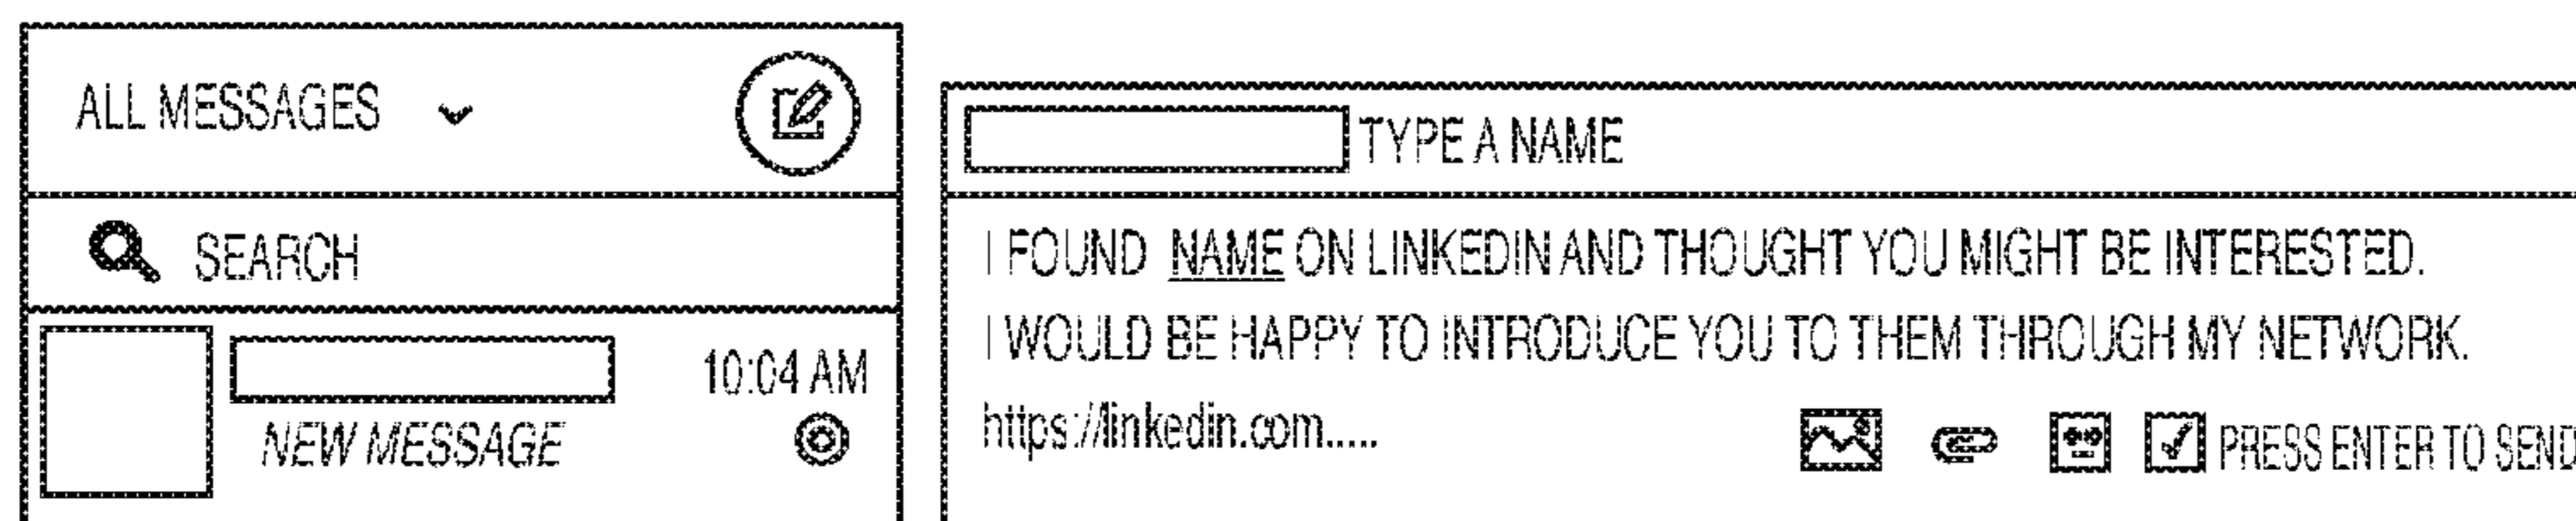 ALL MESSAGES
SEARCH
10:04 AM
NEW MESSAGE
TYPE A NAME
I FOUND NAME ON LINKEDIN AND THOUGHT YOU MIGHT BE INTERESTED.
I WOULD BE HAPPY TO INTRODUCE YOU TO THEM THROUGH MY NETWORK.
https://linkedin.com.....
PRESS ENTER TO SEND